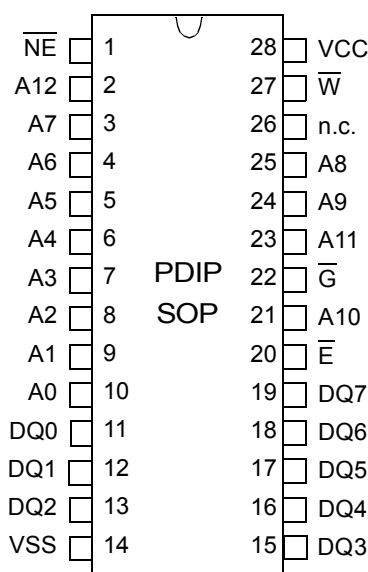 N̅E̅ 1 28 VCC
A12 2 27 W̅
A7 3 26 n.c.
A6 4 25 A8
A5 5 24 A9
A4 6 23 A11
A3 7 PDIP 22 G̅
A2 8 SOP 21 A10
A1 9 20 E̅
A0 10 19 DQ7
DQ0 11 18 DQ6
DQ1 12 17 DQ5
DQ2 13 16 DQ4
VSS 14 15 DQ3